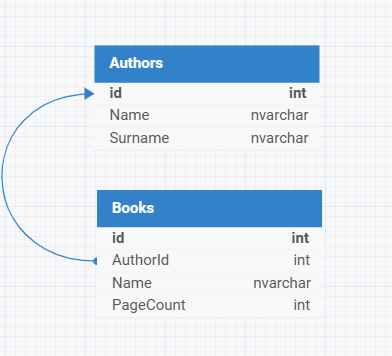 Authors
id int
Name nvarchar
Surname nvarchar
Books
id int
AuthorId int
Name nvarchar
PageCount int